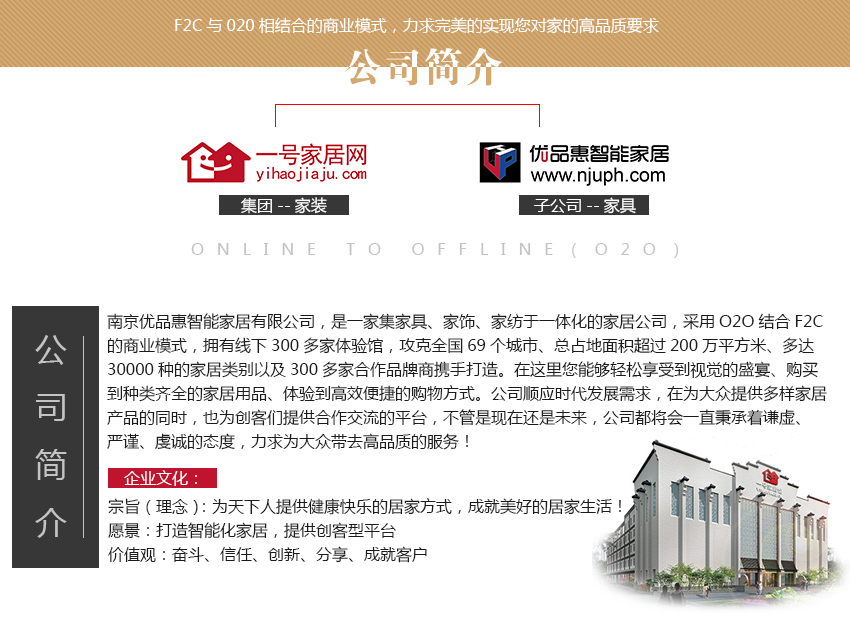 F2C 与 020 相结合的商业模式，力求完美的实现您对家的高品质要求
公司简介
一号家居网
yihaojiaju.com
集团 -- 家装
优品惠智能家居
www.njuph.com
子公司 -- 家具
ONLINE TO OFFLINE(O2O)
公司简介
南京优品惠智能家居有限公司，是一家集家具、家饰、家纺于一体化的家居公司，采用 O2O 结合 F2C
的商业模式，拥有线下 300 多家体验馆，攻克全国 69 个城市、总占地面积超过 200 万平方米、多达
30000 种的家居类别以及 300 多家合作品牌商携手打造。在这里您能够轻松享受到视觉的盛宴、购买
到种类齐全的家居用品、体验到高效便捷的购物方式。公司顺应时代发展需求，在为大众提供多样家居
产品的同时，也为创客们提供合作交流的平台，不管是现在还是未来，公司都将会一直秉承着谦虚、
严谨、虔诚的态度，力求为大众带去高品质的服务！
企业文化：
宗旨（理念）：为天下人提供健康快乐的居家方式，成就美好的居家生活！
愿景：打造智能化家居，提供创客型平台
价值观：奋斗、信任、创新、分享、成就客户